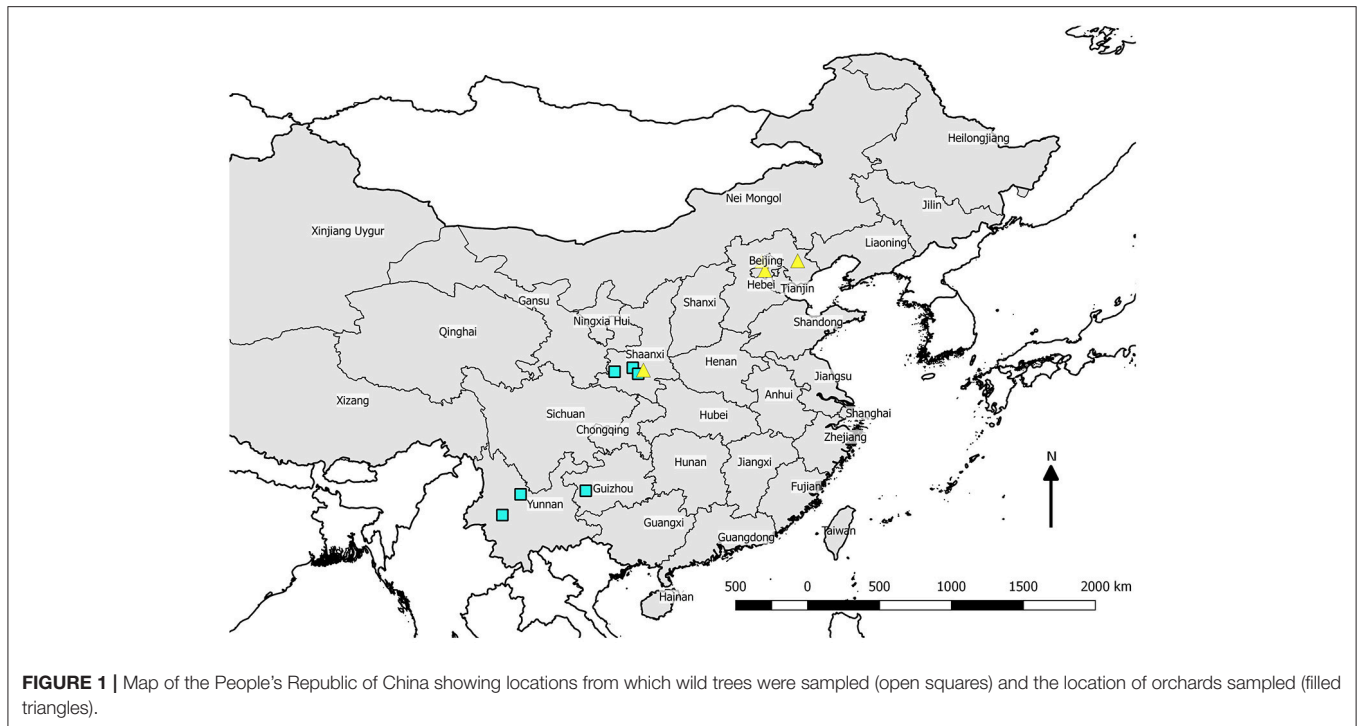 Heilongjiang
Nei Mongol
Jilin
Xinjiang Uygur
Liaoning
Beijing
Hebei
Tianjin
Gansu
Shanxi
Ningxia Hui
Shandong
Qinghai
Shaanxi
Henan
Jiangsu
Anhui
Xizang
Sichuan
Hubei
Shanghai
Chongqing
Zhejiang
N
Hunan
Jiangxi
Guizhou
Fujian
Yunnan
Guangxi
Taiwan
Guangdong
500 0 500 1000 1500 2000 km
Hainan
FIGURE 1 | Map of the People's Republic of China showing locations from which wild trees were sampled (open squares) and the location of orchards sampled (filled
triangles).